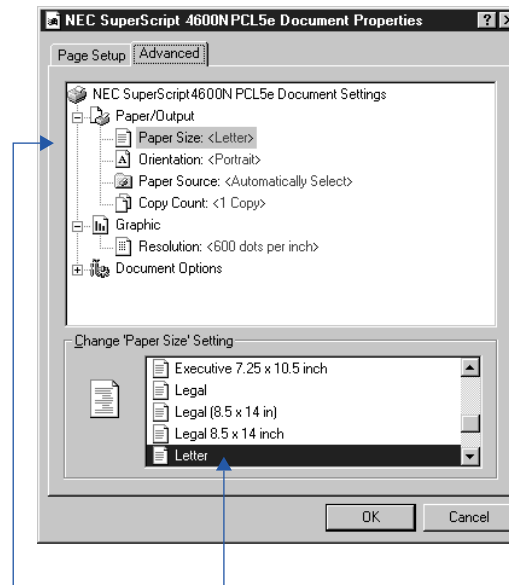 NEC SuperScript 4600N PCL5e Document Properties
Page Setup Advanced
NEC SuperScript4600N PCL5e Document Settings
Paper/Output
Paper Size: <Letter>
Orientation: <Portrait>
Paper Source: <Automatically Select>
Copy Count: <1 Copy>
Graphic
Resolution: <600 dots per inch>
Document Options
Change 'Paper Size' Setting
Executive 7.25 x 10.5 inch
Legal
Legal (8.5 x 14 in)
Legal 8.5 x 14 inch
Letter
OK Cancel